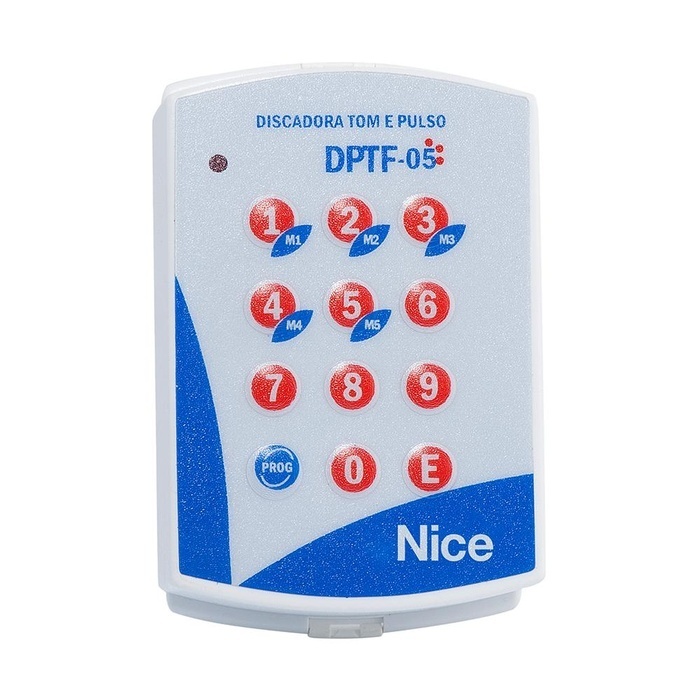 DISCADORA TOM E PULSO
DPTF-05
1 2 3
M1 M2 M3
4 5 6
M4 M5
7 8 9
PROG 0 E
Nice